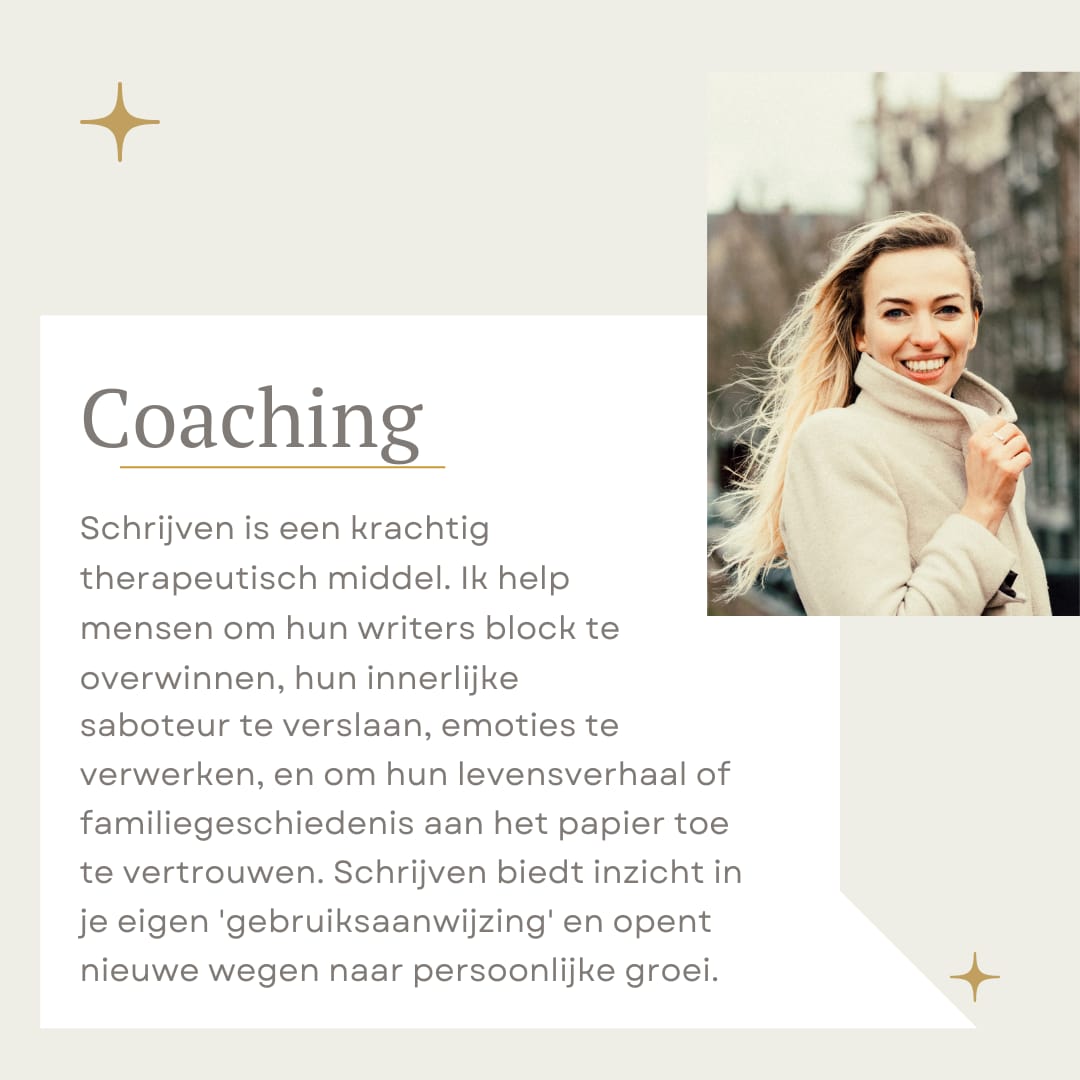 Coaching
Schrijven is een krachtig
therapeutisch middel. Ik help
mensen om hun writers block te
overwinnen, hun innerlijke
saboteur te verslaan, emoties te
verwerken, en om hun levensverhaal of
familiegeschiedenis aan het papier toe
te vertrouwen. Schrijven biedt inzicht in
je eigen 'gebruiksaanwijzing' en opent
nieuwe wegen naar persoonlijke groei.